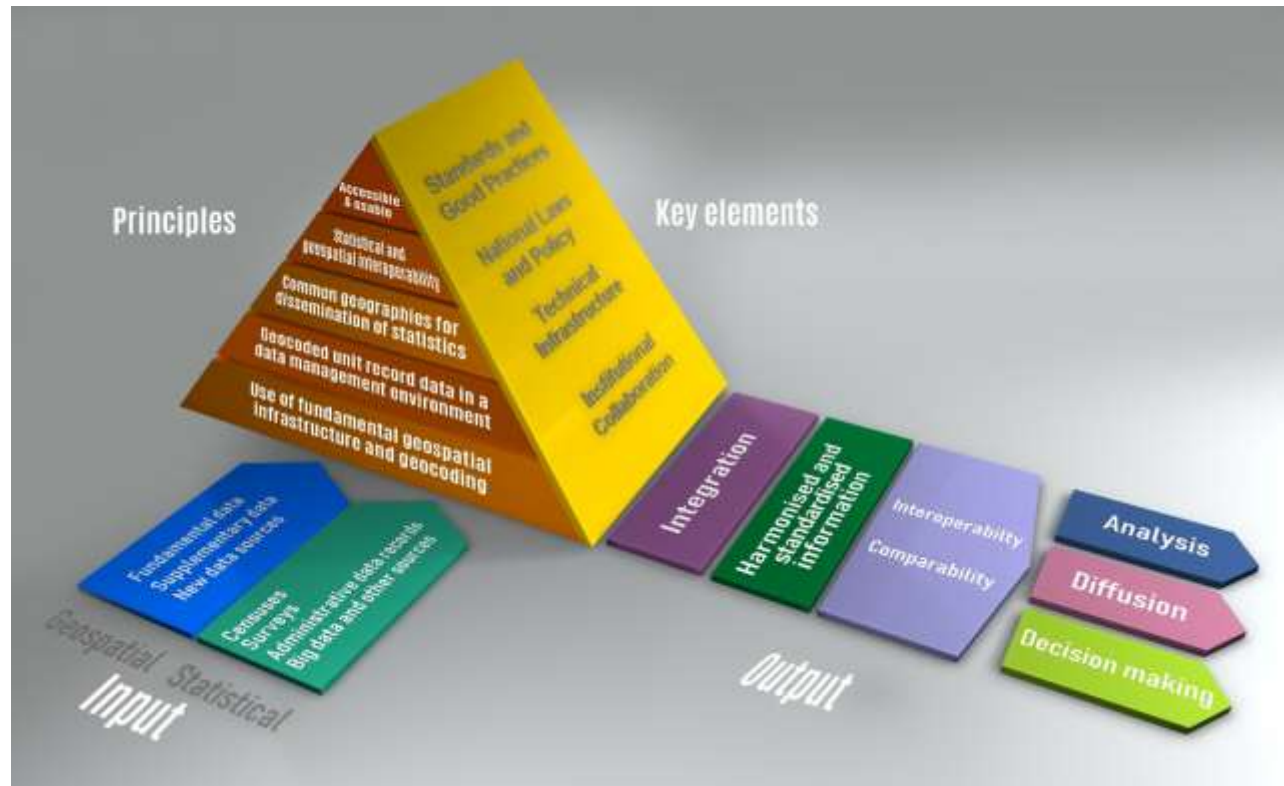 Principles
Accessible
& usable
Statistical and
geospatial interoperability
Common geographies for
dissemination of statistics
Geocoded unit record data in a
data management environment
Use of fundamental geospatial
infrastructure and geocoding
Key elements
Standards and
Good Practices
National Laws
and Policy
Technical
Infrastructure
Institutional
Collaboration
Fundamental data
Supplementary data
New data sources
Censuses
Surveys
Administrative data records
Big data and other sources
Geospatial
Statistical
Input
Integration
Harmonised and
standardised
information
Interoperabilty
Comparability
Output
Analysis
Diffusion
Decision making